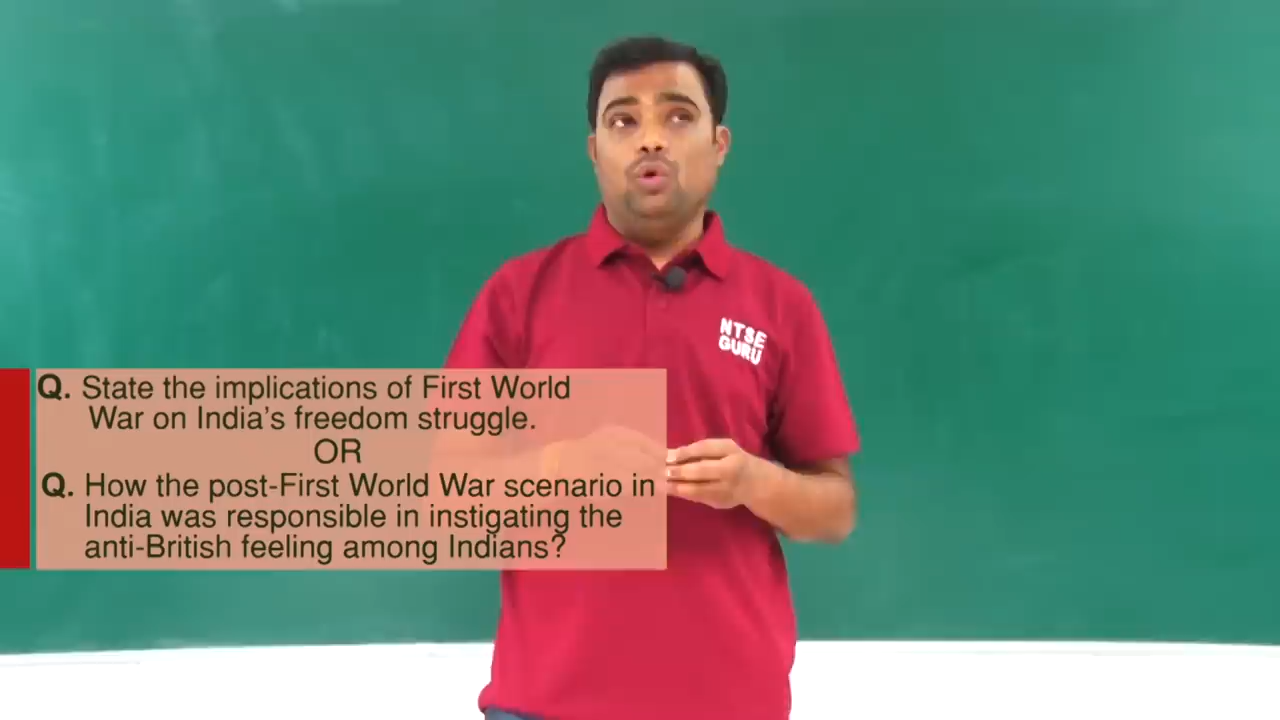 NTSE
GURU
Q. State the implications of First World
War on India's freedom struggle.
OR
Q. How the post-First World War scenario in
India was responsible in instigating the
anti-British feeling among Indians?